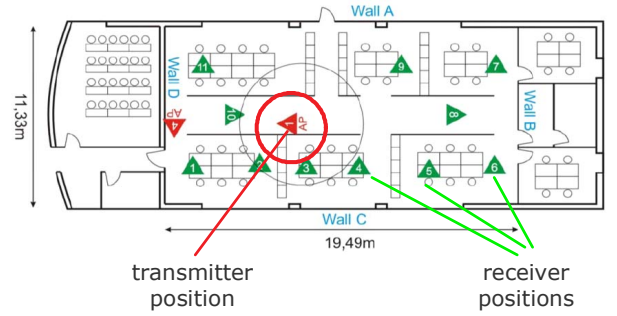 Wall A
11
9
7
Wall D
11,33m
AP
4
10
1
AP
8
Wall B
1
2
3
4
5
6
Wall C
19,49m
transmitter
position
receiver
positions